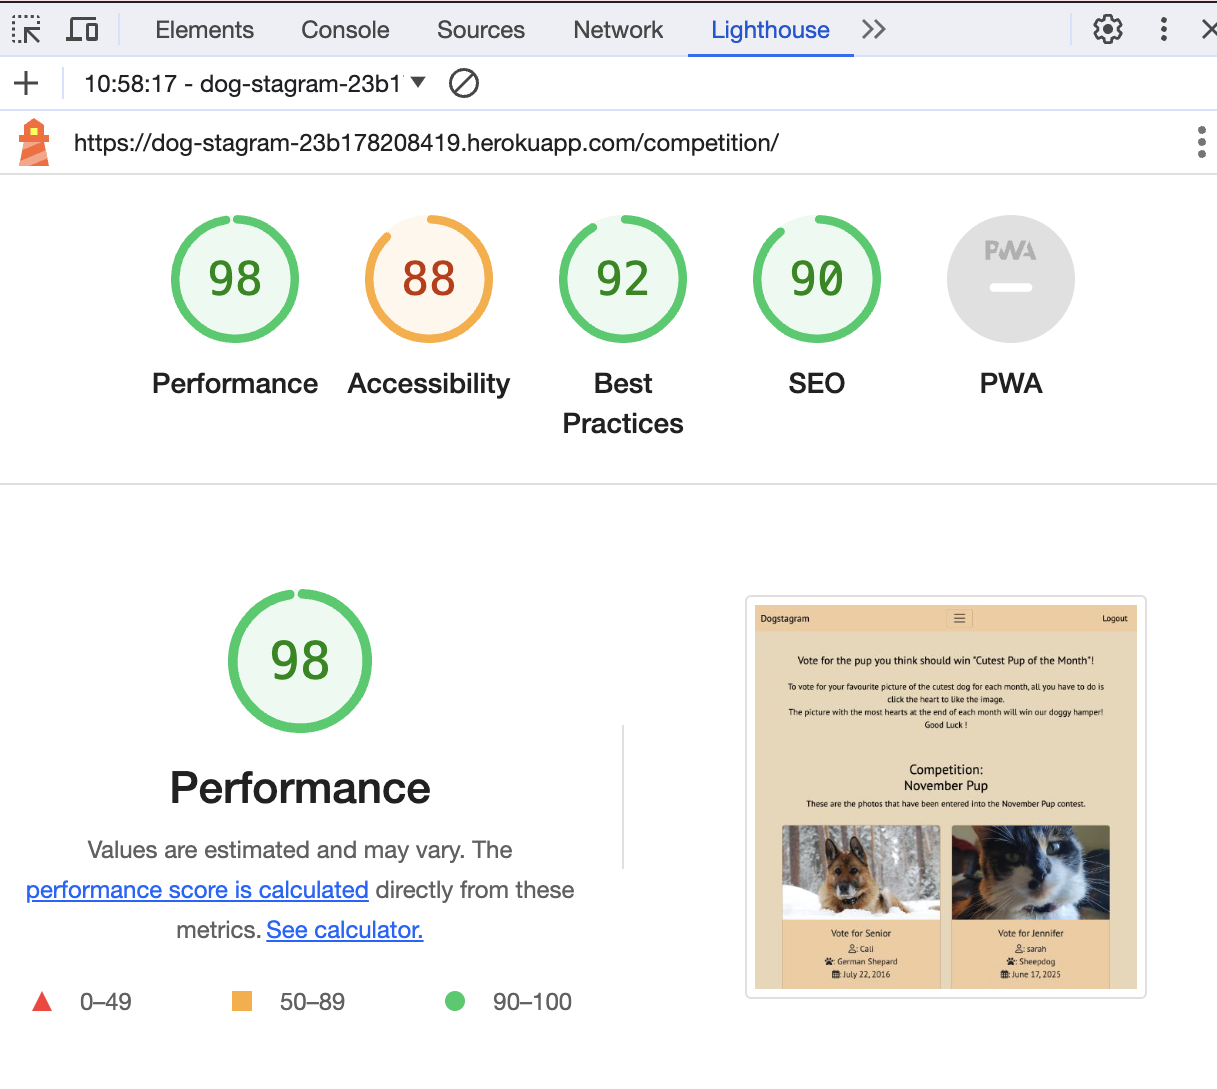 Elements Console Sources Network Lighthouse
10:58:17 - dog-stagram-23b1
https://dog-stagram-23b178208419.herokuapp.com/competition/
98 88 92 90 PWA
Performance Accessibility Best Practices SEO PWA
98
Performance
Values are estimated and may vary. The
performance score is calculated directly from these
metrics. See calculator.
0–49 50–89 90–100
Dogstagram Logout
Vote for the pup you think should win "Cutest Pup of the Month"!
To vote for your favourite picture of the cutest dog for each month, all you have to do is
click the heart to like the image.
The picture with the most hearts at the end of each month will win our doggy hamper!
Good Luck !
Competition:
November Pup
These are the photos that have been entered into the November Pup contest.
Vote for Senior
: Cali
: German Shepard
: July 22, 2016
Vote for Jennifer
: sarah
: Sheepdog
: June 17, 2025